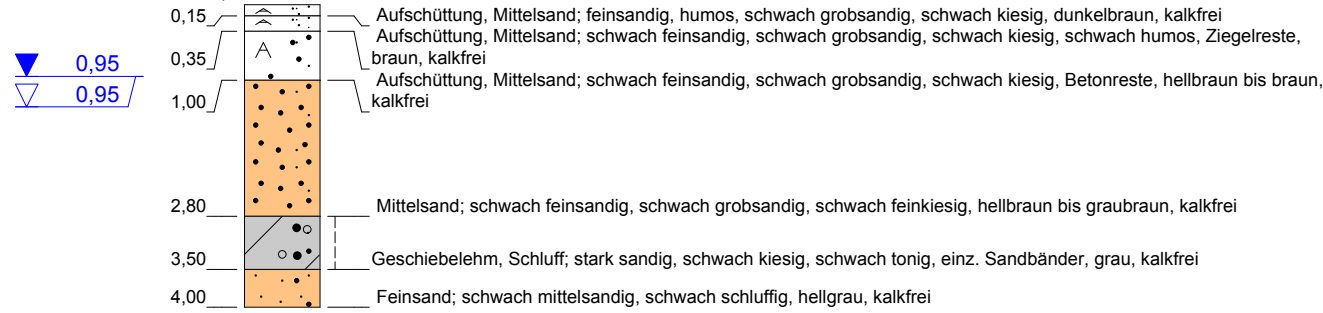 0,15 Aufschüttung, Mittelsand; feinsandig, humos, schwach grobsandig, schwach kiesig, dunkelbraun, kalkfrei
Aufschüttung, Mittelsand; schwach feinsandig, schwach grobsandig, schwach kiesig, schwach humos, Ziegelreste,
0,35 braun, kalkfrei
0,95
Aufschüttung, Mittelsand; schwach feinsandig, schwach grobsandig, schwach kiesig, Betonreste, hellbraun bis braun,
0,95
1,00 kalkfrei
2,80 Mittelsand; schwach feinsandig, schwach grobsandig, schwach feinkiesig, hellbraun bis graubraun, kalkfrei
3,50 Geschiebelehm, Schluff; stark sandig, schwach kiesig, schwach tonig, einz. Sandbänder, grau, kalkfrei
4,00 Feinsand; schwach mittelsandig, schwach schluffig, hellgrau, kalkfrei
A